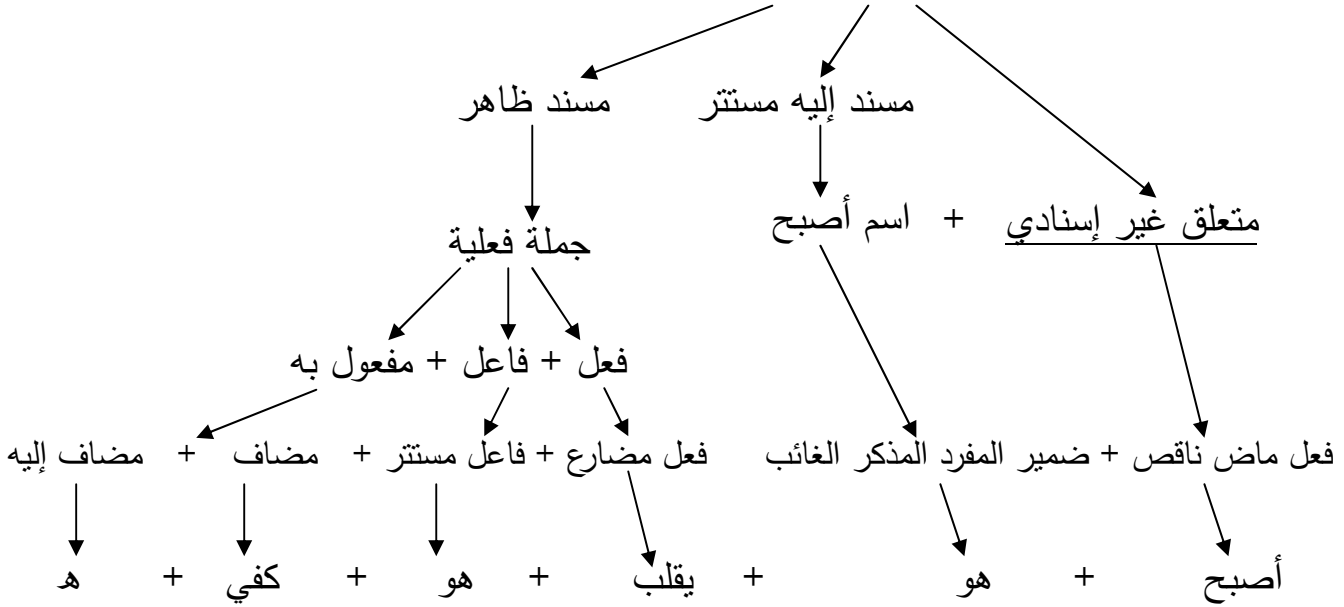 مسند إليه مستتر مسند ظاهر
متعلق غير إسنادي + اسم أصبح
جملة فعلية
فعل + فاعل + مفعول به
فعل ماض ناقص + ضمير المفرد المذكر الغائب فعل مضارع + فاعل مستتر + مضاف + مضاف إليه
أصبح + هو + يقلب + هو + كفي + ه